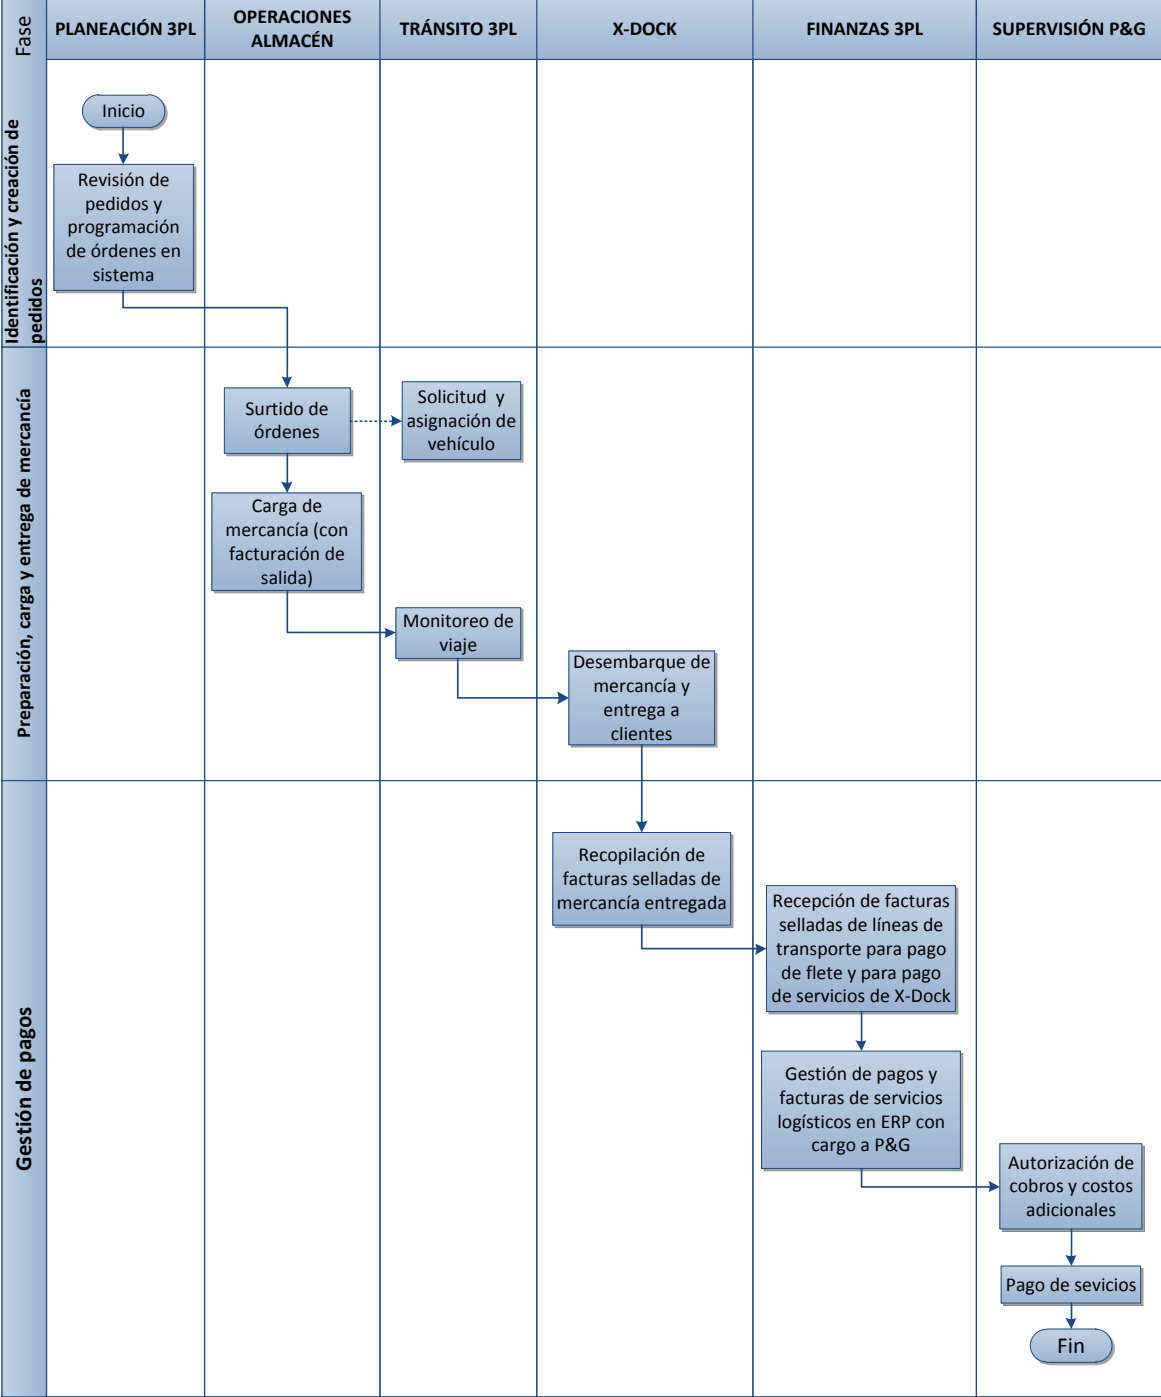 Fase
PLANEACIÓN 3PL
OPERACIONES
ALMACÉN
TRÁNSITO 3PL
X-DOCK
FINANZAS 3PL
SUPERVISIÓN P&G
Identificación y creación de
pedidos
Inicio
Revisión de
pedidos y
programación
de órdenes en
sistema
Preparación, carga y entrega de mercancía
Surtido de
órdenes
Solicitud y
asignación de
vehículo
Carga de
mercancía (con
facturación de
salida)
Monitoreo de
viaje
Desembarque de
mercancía y
entrega a
clientes
Gestión de pagos
Recopilación de
facturas selladas de
mercancía entregada
Recepción de facturas
selladas de líneas de
transporte para pago
de flete y para pago
de servicios de X-Dock
Gestión de pagos y
facturas de servicios
logísticos en ERP con
cargo a P&G
Autorización de
cobros y costos
adicionales
Pago de sevicios
Fin